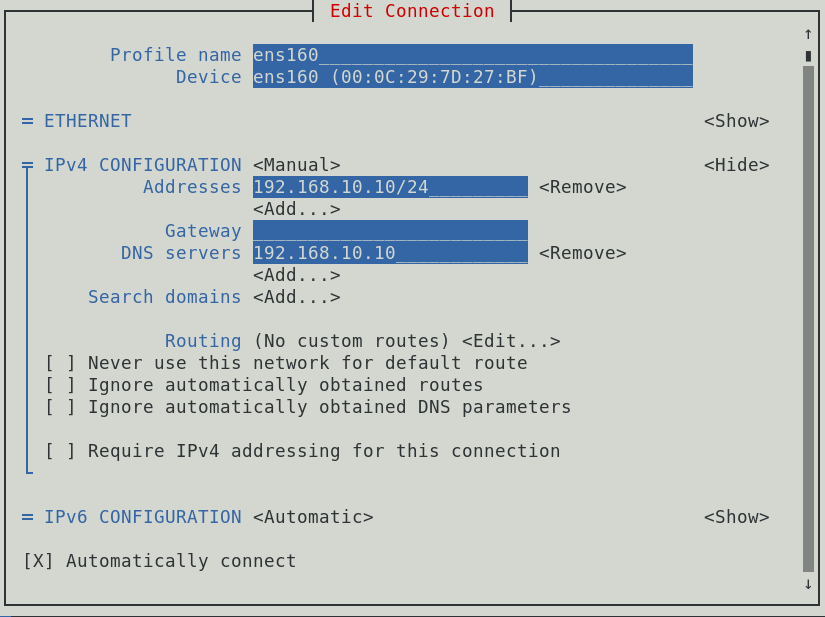 Edit Connection
↑
Profile name ens160__________________________________
Device ens160 (00:0C:29:7D:27:BF)______________
= ETHERNET <Show>
= IPv4 CONFIGURATION <Manual> <Hide>
Addresses 192.168.10.10/24_________ <Remove>
<Add...>
Gateway _________________________
DNS servers 192.168.10.10____________ <Remove>
<Add...>
Search domains <Add...>
Routing (No custom routes) <Edit...>
[ ] Never use this network for default route
[ ] Ignore automatically obtained routes
[ ] Ignore automatically obtained DNS parameters
[ ] Require IPv4 addressing for this connection
= IPv6 CONFIGURATION <Automatic> <Show>
[X] Automatically connect
↓